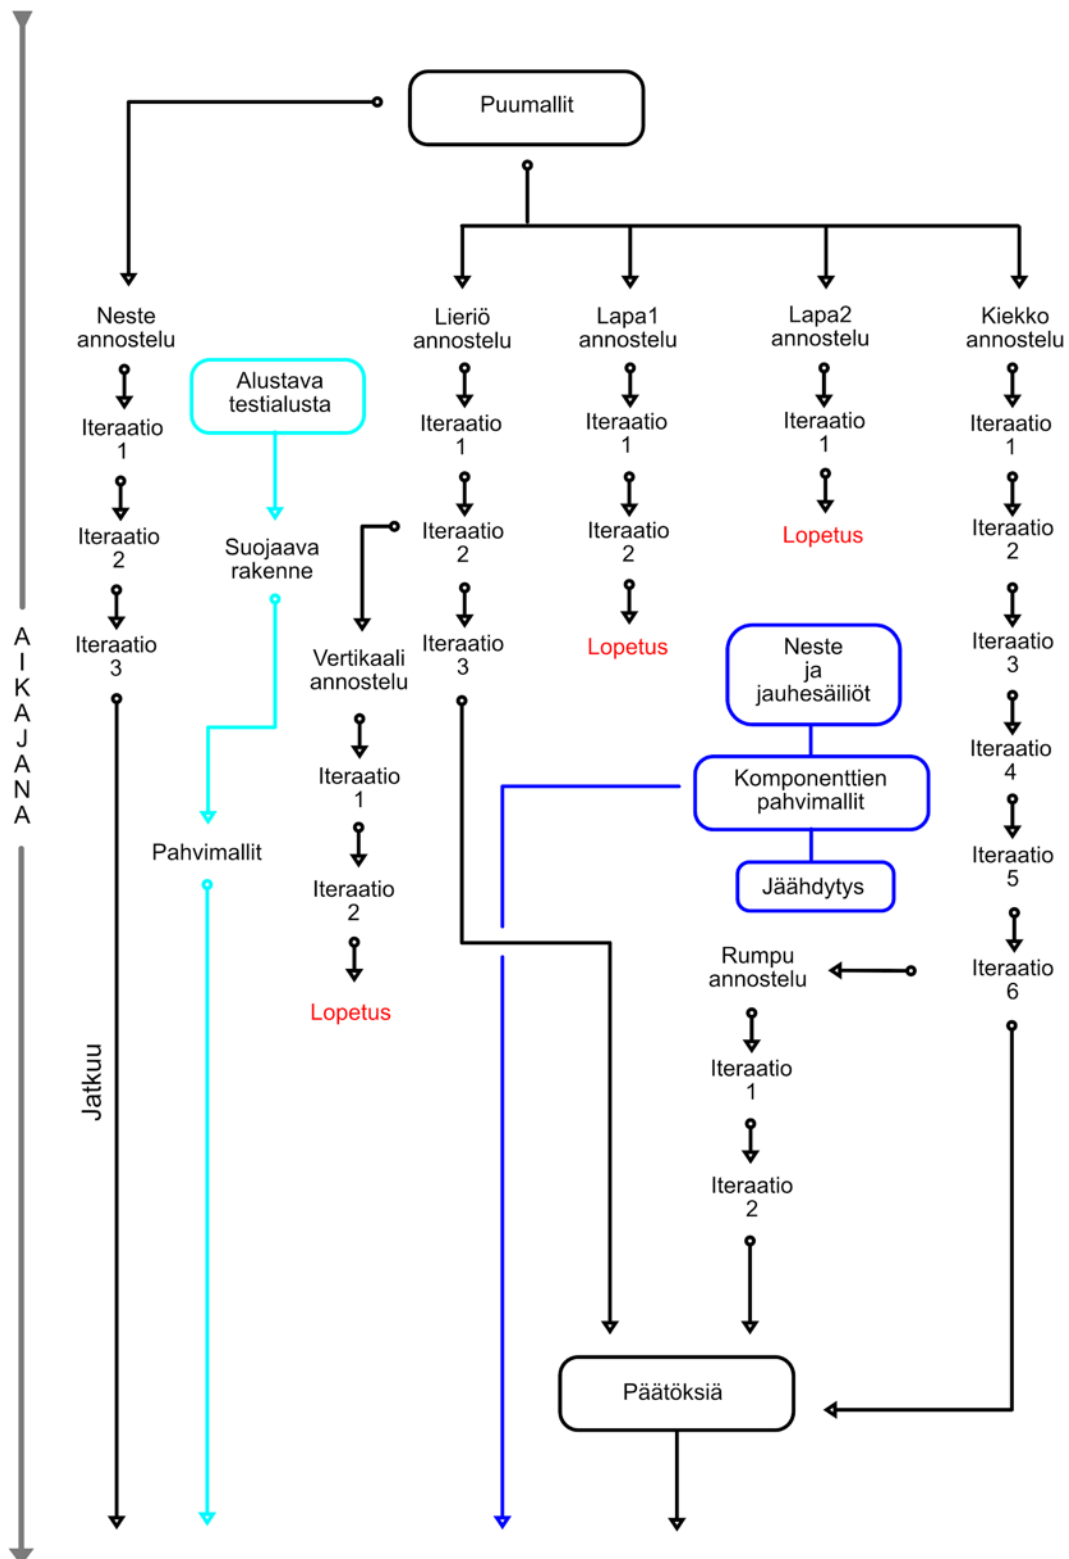 Puumallit
Neste
annostelu
Iteraatio
1
Iteraatio
2
Iteraatio
3
Jatkuu
Alustava
testialusta
Suojaava
rakenne
Pahvimallit
Lieriö
annostelu
Iteraatio
1
Iteraatio
2
Iteraatio
3
Vertikaali
annostelu
Iteraatio
1
Iteraatio
2
Lopetus
Lapa1
annostelu
Iteraatio
1
Iteraatio
2
Lopetus
Lapa2
annostelu
Iteraatio
1
Lopetus
Kiekko
annostelu
Iteraatio
1
Iteraatio
2
Iteraatio
3
Iteraatio
4
Iteraatio
5
Iteraatio
6
Neste
ja
jauhesäiliöt
Komponenttien
pahvimallit
Jäähdytys
Rumpu
annostelu
Iteraatio
1
Iteraatio
2
Päätöksiä
AIKAJANA